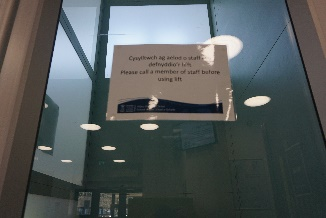 Cysylltwch ag aelod o staff
defnyddio'r lifft
Please call a member of staff before
using lift